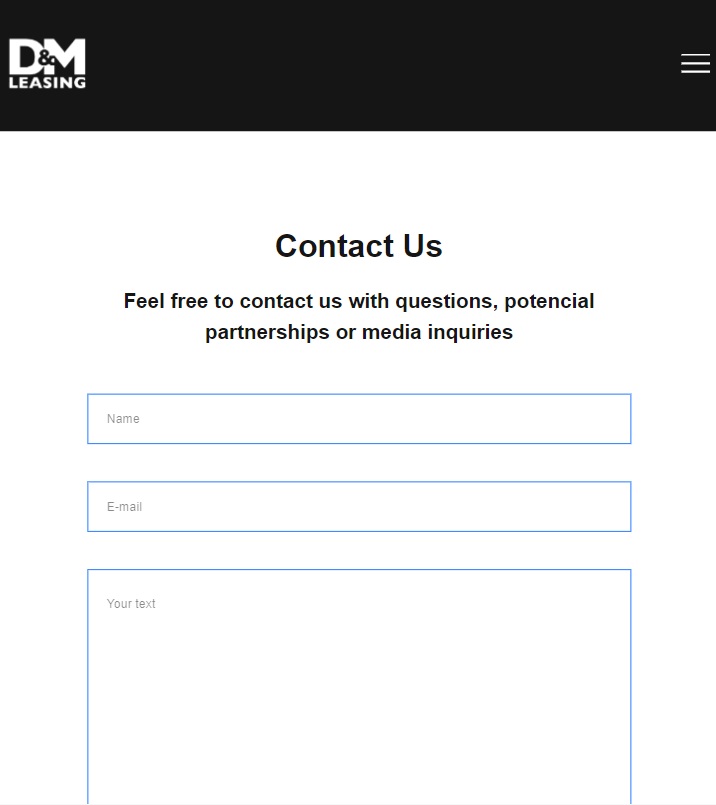 D&M
LEASING
Contact Us
Feel free to contact us with questions, potencial
partnerships or media inquiries
Name
E-mail
Your text